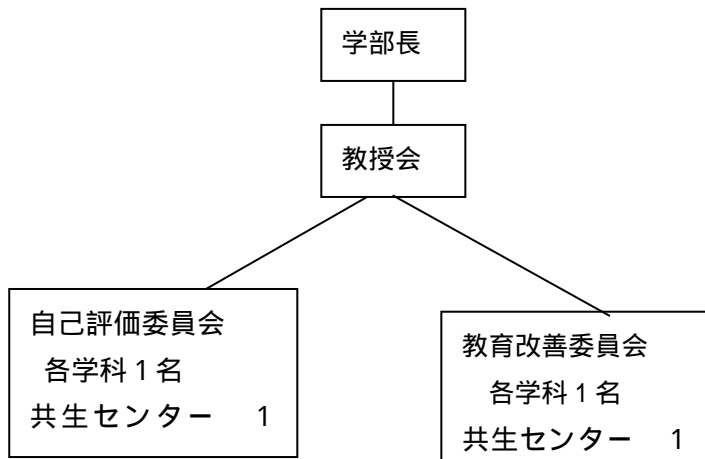 学部長
教授会
自己評価委員会
各学科1名
共生センター 1
教育改善委員会
各学科1名
共生センター 1